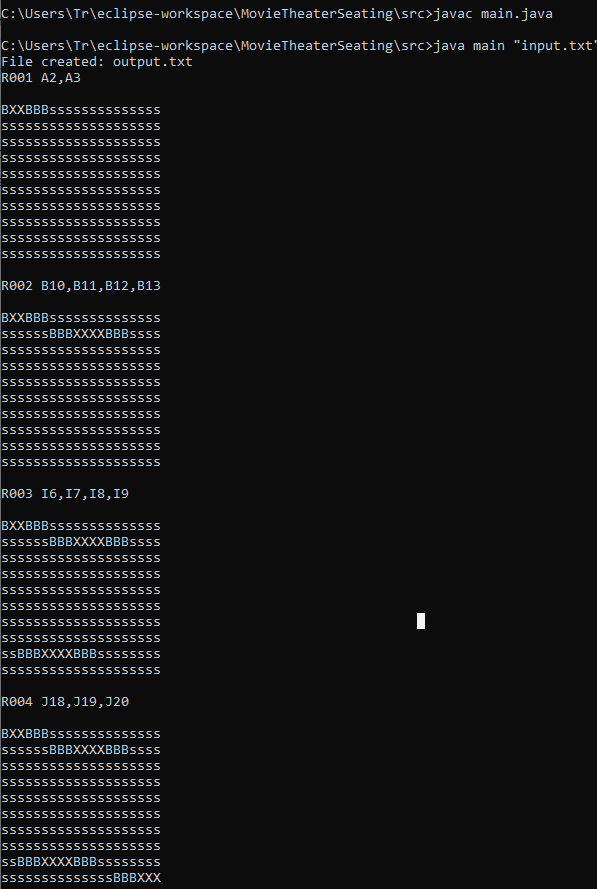 C:\Users\Tr\eclipse-workspace\MovieTheaterSeating\src>javac main.java
C:\Users\Tr\eclipse-workspace\MovieTheaterSeating\src>java main "input.txt"
File created: output.txt
R001 A2,A3
BXXBBBssssssssssssss
ssssssssssssssssssss
ssssssssssssssssssss
ssssssssssssssssssss
ssssssssssssssssssss
ssssssssssssssssssss
ssssssssssssssssssss
ssssssssssssssssssss
ssssssssssssssssssss
ssssssssssssssssssss
R002 B10,B11,B12,B13
BXXBBBssssssssssssss
ssssssBBBXXXXBBBssss
ssssssssssssssssssss
ssssssssssssssssssss
ssssssssssssssssssss
ssssssssssssssssssss
ssssssssssssssssssss
ssssssssssssssssssss
ssssssssssssssssssss
ssssssssssssssssssss
R003 I6,I7,I8,I9
BXXBBBssssssssssssss
ssssssBBBXXXXBBBssss
ssssssssssssssssssss
ssssssssssssssssssss
ssssssssssssssssssss
ssssssssssssssssssss
ssssssssssssssssssss
ssssssssssssssssssss
ssBBBXXXXBBBssssssss
ssssssssssssssssssss
R004 J18,J19,J20
BXXBBBssssssssssssss
ssssssBBBXXXXBBBssss
ssssssssssssssssssss
ssssssssssssssssssss
ssssssssssssssssssss
ssssssssssssssssssss
ssssssssssssssssssss
ssssssssssssssssssss
ssBBBXXXXBBBssssssss
ssssssssssssssBBBXXX